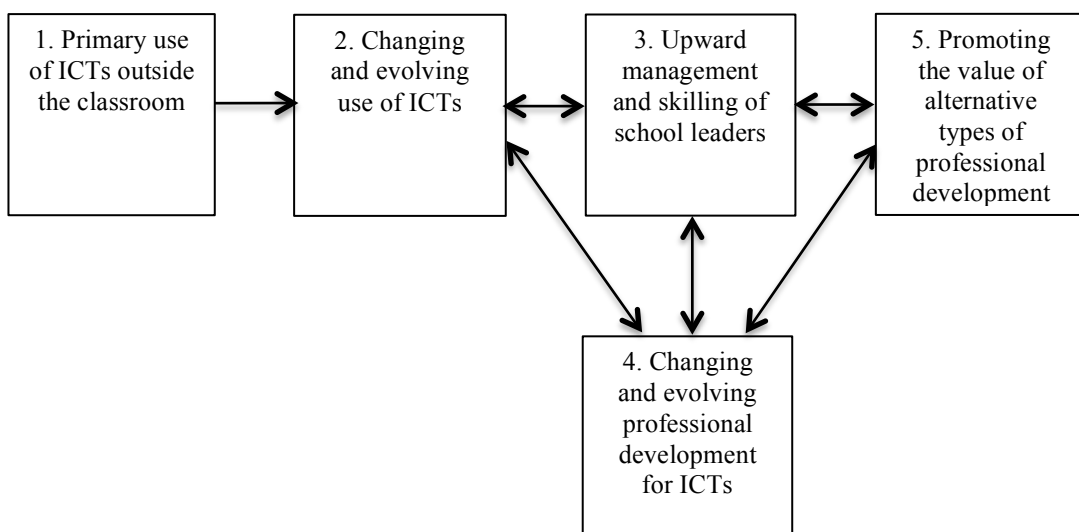 1. Primary use
of ICTs outside
the classroom
2. Changing
and evolving
use of ICTs
3. Upward
management
and skilling of
school leaders
5. Promoting
the value of
alternative
types of
professional
development
4. Changing
and evolving
professional
development
for ICTs